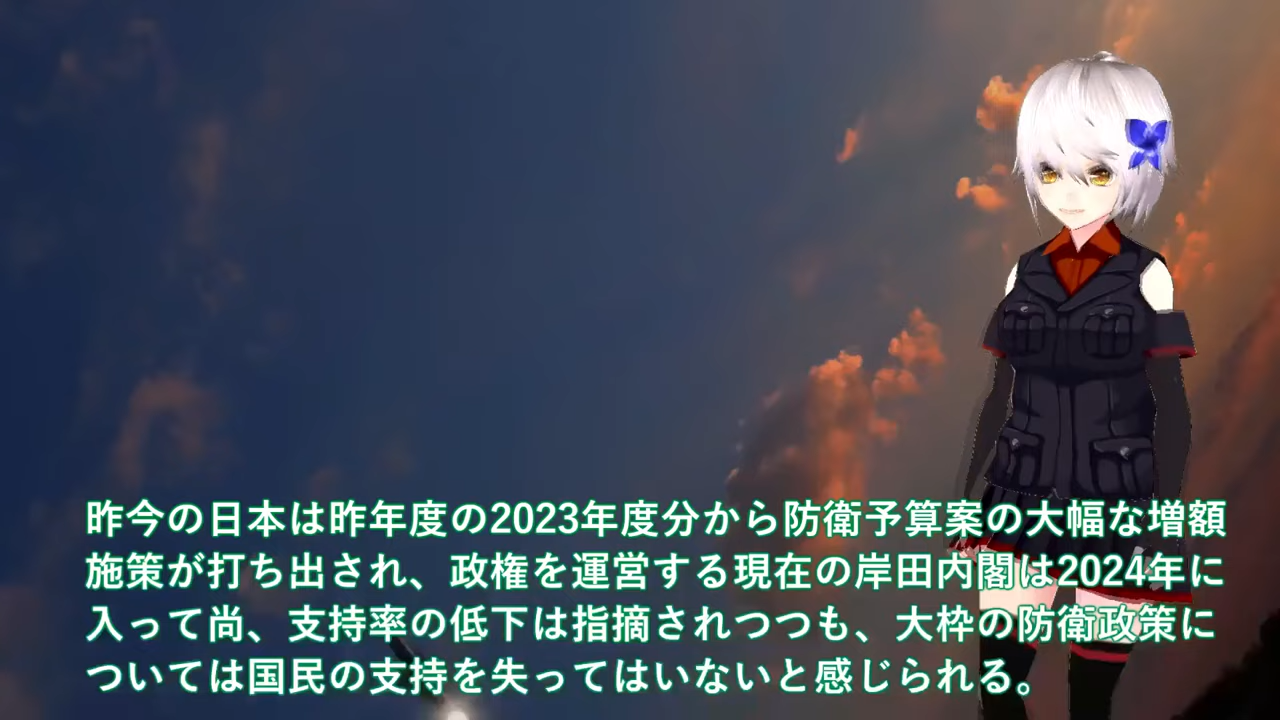 昨今の日本は昨年度の2023年度分から防衛予算案の大幅な増額
施策が打ち出され、政権を運営する現在の岸田内閣は2024年に
入って尚、支持率の低下は指摘されつつも、大枠の防衛政策に
ついては国民の支持を失ってはいないと感じられる。